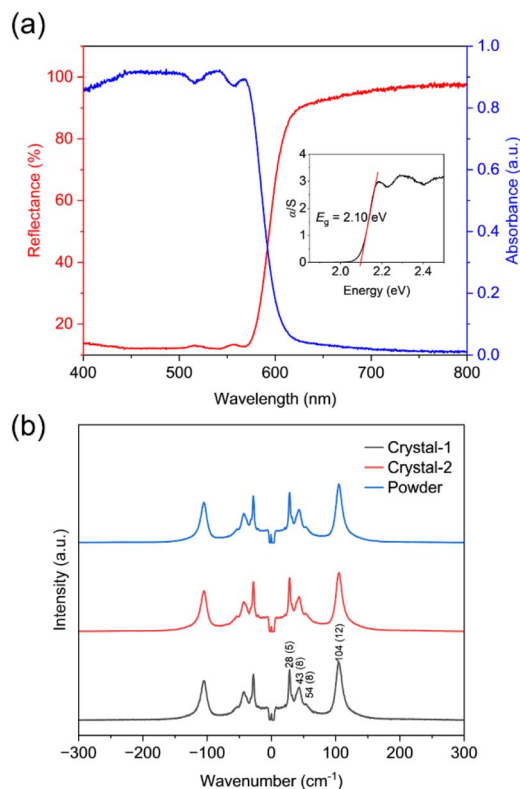 (a)
Reflectance (%)
100
80
60
40
20
Absorbance (a.u.)
1.0
0.8
0.6
0.4
0.2
0.0
α/S
4
3
2
1
0
E_g = 2.10 eV
2.0 2.2 2.4
Energy (eV)
400 500 600 700 800
Wavelength (nm)
(b)
Crystal-1
Crystal-2
Powder
Intensity (a.u.)
28 (5)
43 (8)
54 (8)
104 (12)
−300 −200 −100 0 100 200 300
Wavenumber (cm⁻¹)